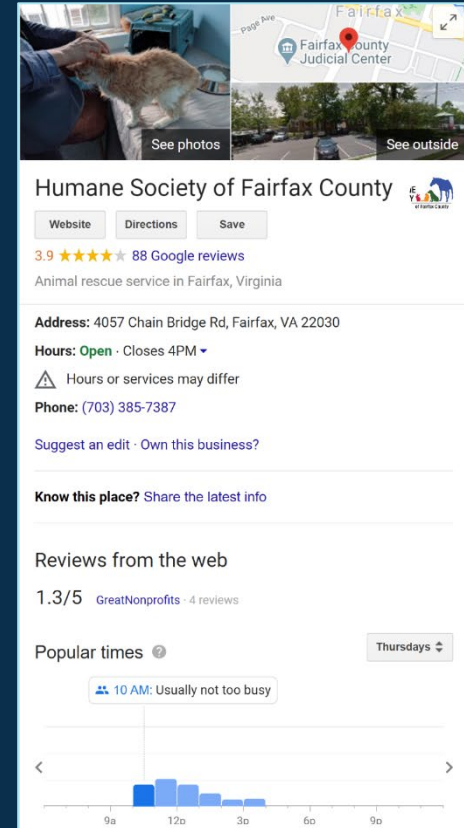 Page Ave
Fairfax
Fairfax County
Judicial Center
See photos
See outside
Humane Society of Fairfax County
of Fairfax County
Website
Directions
Save
3.9
88 Google reviews
Animal rescue service in Fairfax, Virginia
Address: 4057 Chain Bridge Rd, Fairfax, VA 22030
Hours: Open · Closes 4PM
Hours or services may differ
Phone: (703) 385-7387
Suggest an edit · Own this business?
Know this place? Share the latest info
Reviews from the web
1.3/5 GreatNonprofits · 4 reviews
Popular times ?
Thursdays
10 AM: Usually not too busy
9a 12p 3p 6p 9p